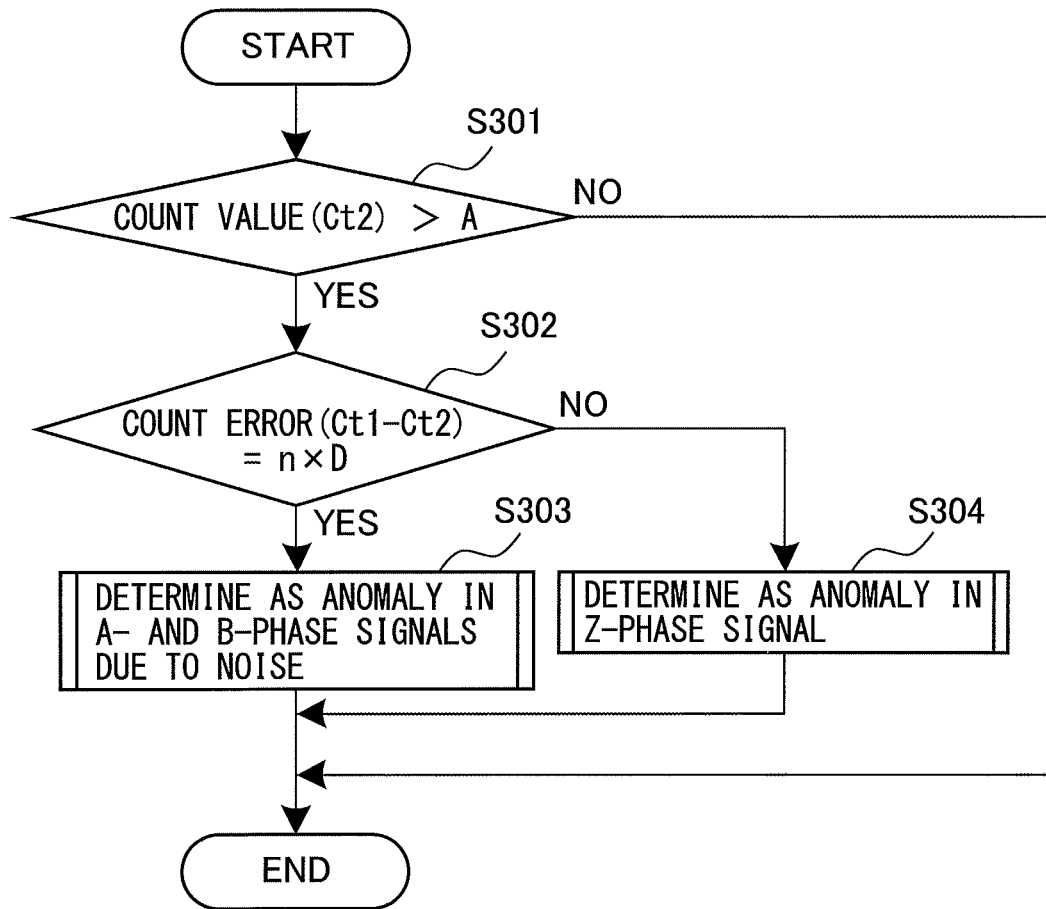 START
S301
COUNT VALUE(Ct2) > A
NO
YES
S302
COUNT ERROR(Ct1-Ct2)
= n×D
NO
YES
S303
S304
DETERMINE AS ANOMALY IN
A- AND B-PHASE SIGNALS
DUE TO NOISE
DETERMINE AS ANOMALY IN
Z-PHASE SIGNAL
END